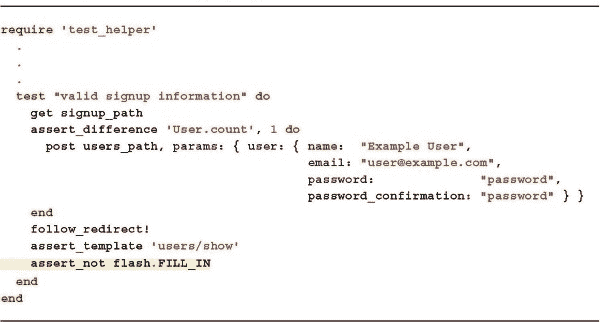 require 'test_helper'
.
.
.
test "valid signup information" do
get signup_path
assert_difference 'User.count', 1 do
post users_path, params: { user: { name: "Example User",
email: "user@example.com",
password: "password",
password_confirmation: "password" } }
end
follow_redirect!
assert_template 'users/show'
assert_not flash.FILL_IN
end
end